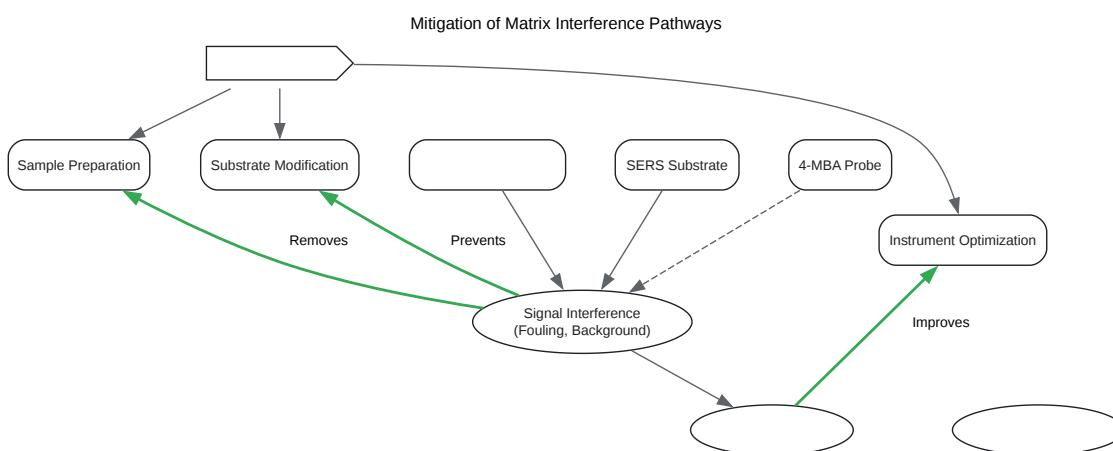 Mitigation of Matrix Interference Pathways
Sample Preparation
Substrate Modification
SERS Substrate
4-MBA Probe
Instrument Optimization
Removes
Prevents
Signal Interference
(Fouling, Background)
Improves